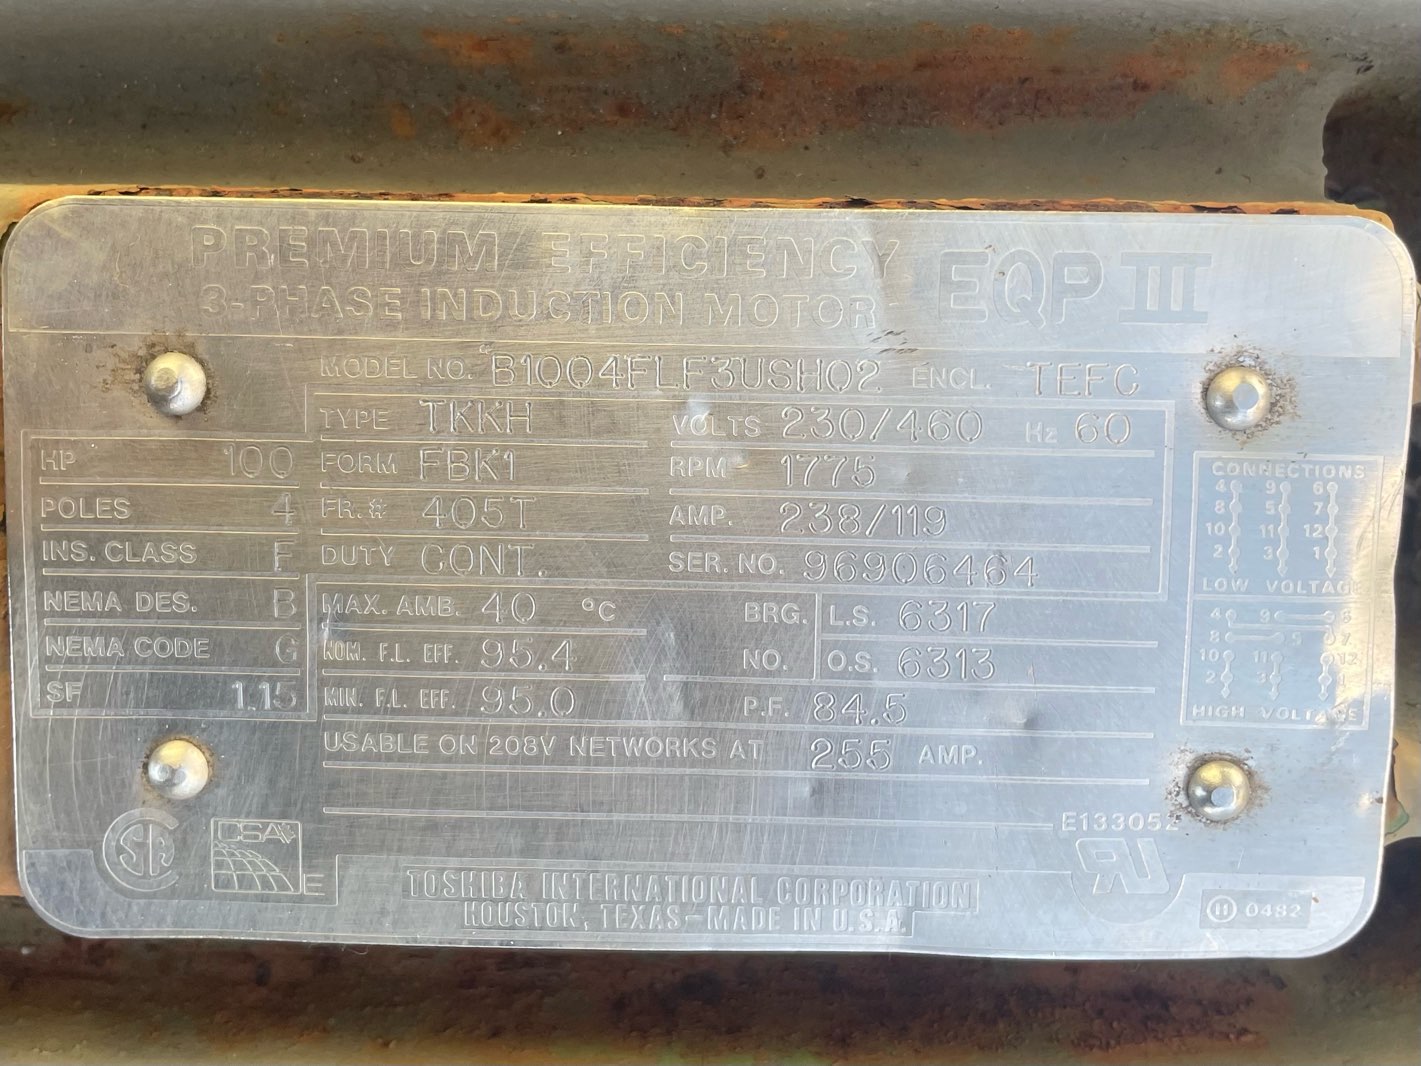 PREMIUM EFFICIENCY EQP III
3-PHASE INDUCTION MOTOR
MODEL NO. B1004FLF3USH02 ENCL. TEFC
TYPE TKKH VOLTS 230/460 Hz 60
HP 100 FORM FBK1 RPM 1775
POLES 4 FR.# 405T AMP. 238/119
INS. CLASS F DUTY CONT. SER. NO. 96906464
NEMA DES. B MAX. AMB. 40 °C BRG. L.S. 6317
NEMA CODE G NOM. F.L. EFF. 95.4 NO. O.S. 6313
SF 1.15 MIN. F.L. EFF. 95.0 P.F. 84.5
USABLE ON 208V NETWORKS AT 255 AMP.
CONNECTIONS
4 9 6
8 5 7
10 11 12
2 3 1
LOW VOLTAGE
4 9 6
8 5 7
10 11 12
2 3 1
HIGH VOLTAGE
E133052
CSA
E
TOSHIBA INTERNATIONAL CORPORATION
HOUSTON, TEXAS-MADE IN U.S.A.
H 0482